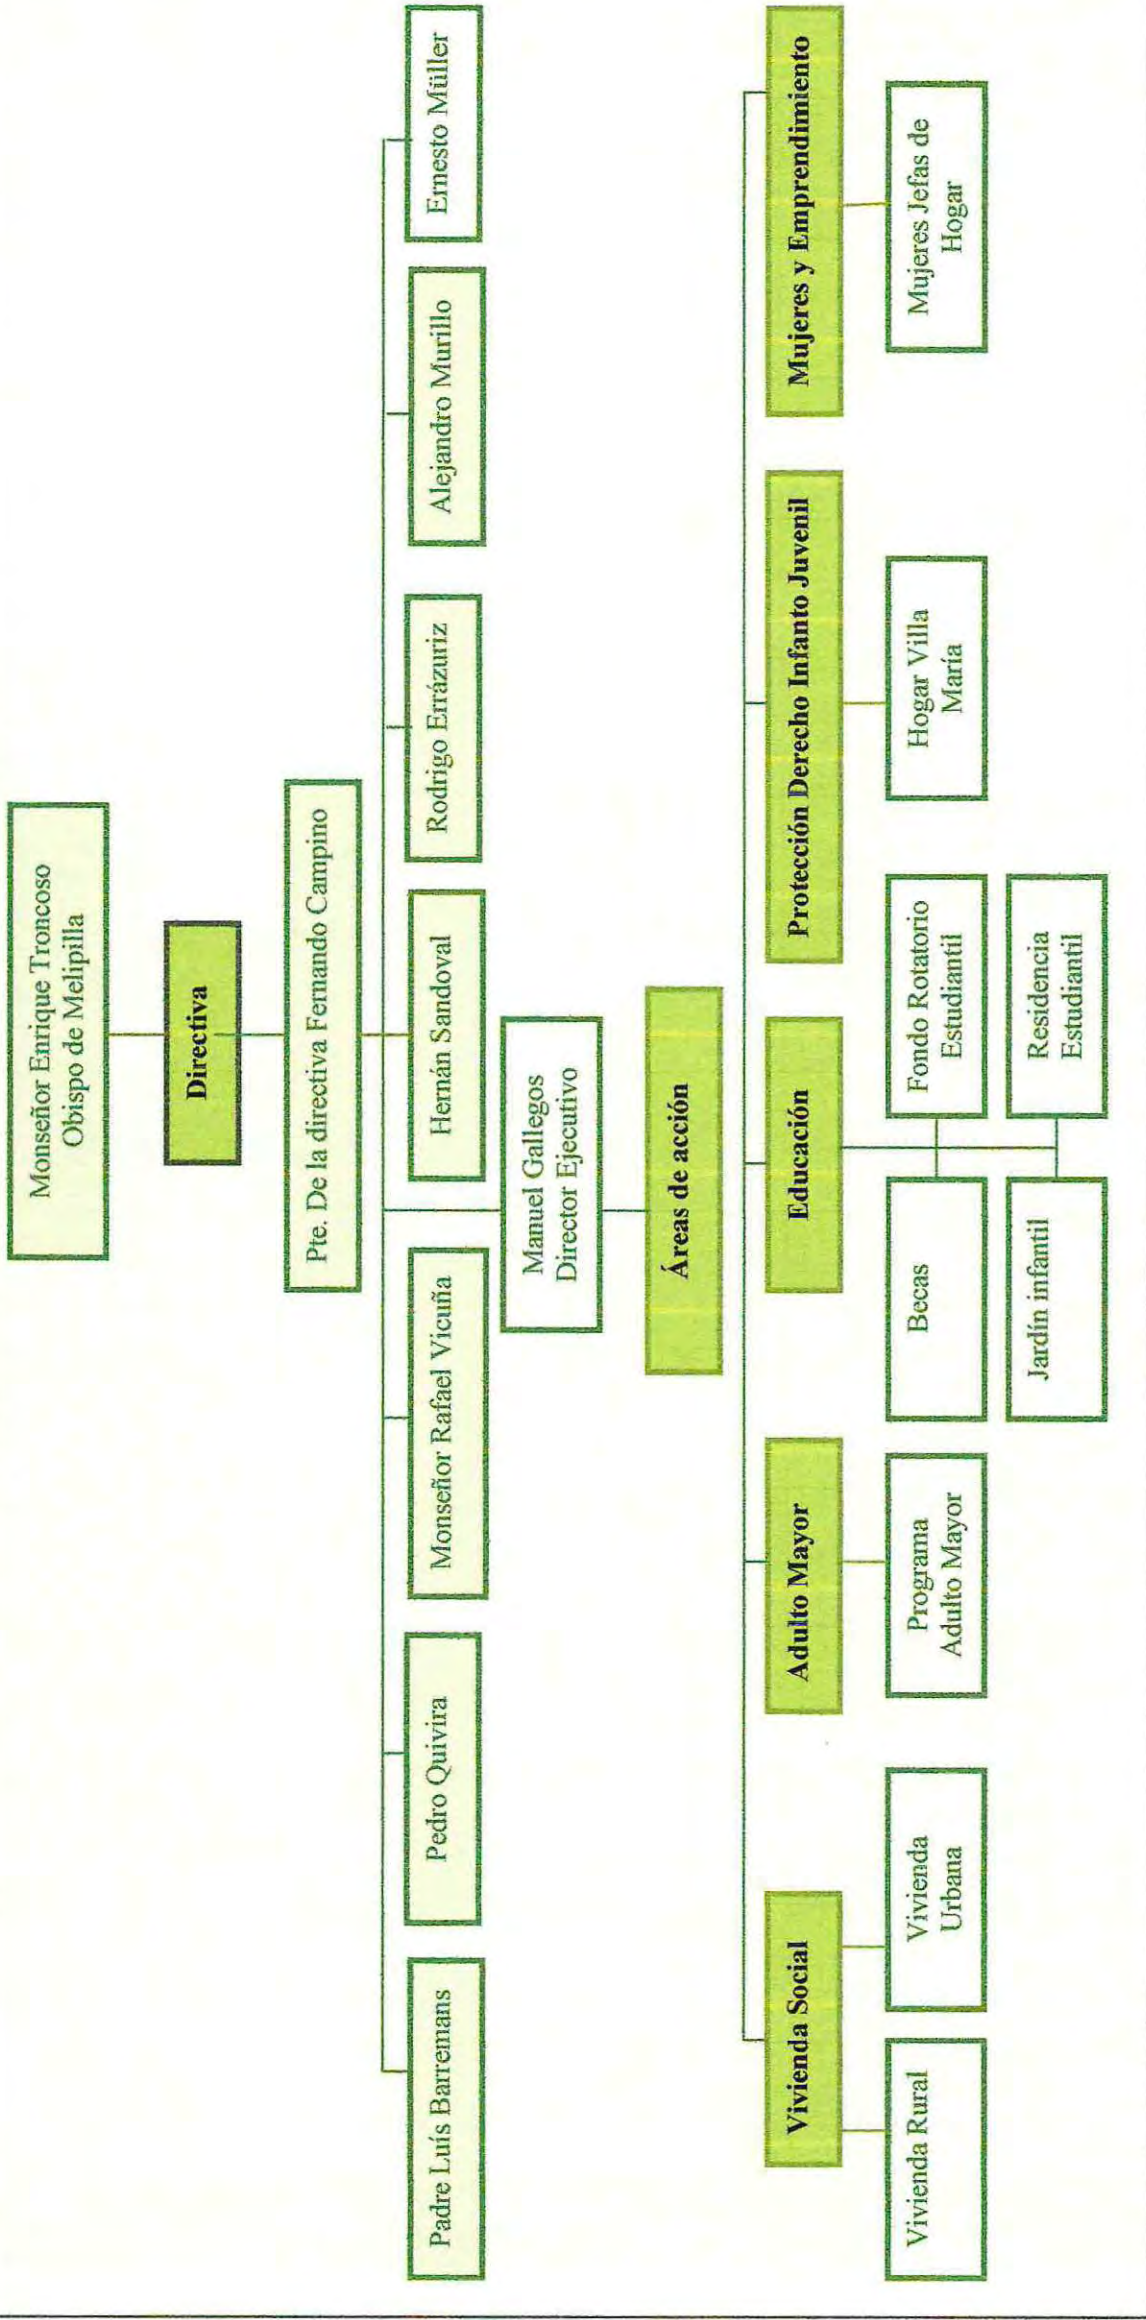 Monseñor Enrique Troncoso
Obispo de Melipilla
Directiva
Pte. De la directiva Fernando Campino
Padre Luís Barremans
Pedro Quivira
Monseñor Rafael Vicuña
Hernán Sandoval
Rodrigo Errázuriz
Alejandro Murillo
Ernesto Müller
Manuel Gallegos
Director Ejecutivo
Áreas de acción
Vivienda Social
Adulto Mayor
Educación
Protección Derecho Infanto Juvenil
Mujeres y Emprendimiento
Vivienda Rural
Vivienda
Urbana
Programa
Adulto Mayor
Becas
Fondo Rotatorio
Estudiantil
Hogar Villa
María
Mujeres Jefas de
Hogar
Jardín infantil
Residencia
Estudiantil